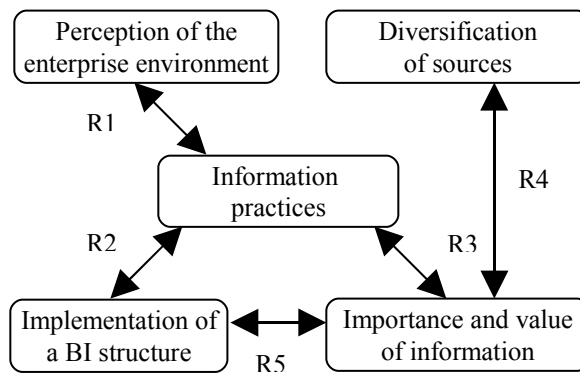 Perception of the
enterprise environment
Diversification
of sources
R1
Information
practices
R4
R2
R3
Implementation of
a BI structure
R5
Importance and value
of information